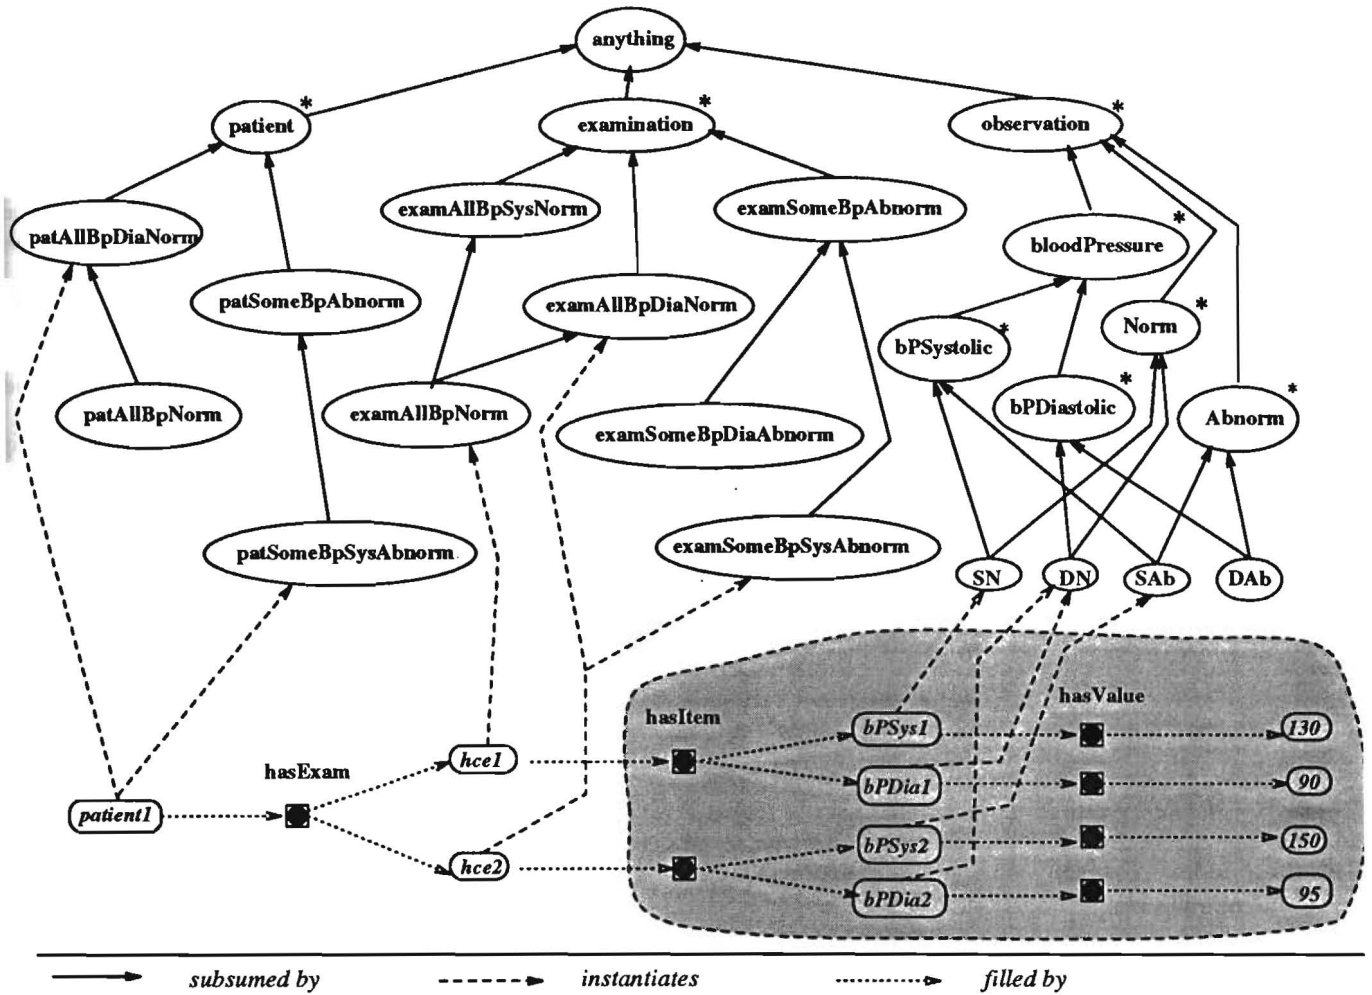 anything
patient *
examination *
observation *
patAllBpDiaNorm
examAllBpSysNorm
examSomeBpAbnorm
bloodPressure *
patSomeBpAbnorm
examAllBpDiaNorm
bPSystolic *
Norm *
patAllBpNorm
examAllBpNorm
examSomeBpDiaAbnorm
bPDiastolic *
Abnorm *
patSomeBpSysAbnorm
examSomeBpSysAbnorm
SN
DN
SAb
DAb
hasItem
hasValue
bPSys1
130
hasExam
hce1
bPDia1
90
patient1
bPSys2
150
hce2
bPDia2
95
subsumed by
instantiates
filled by